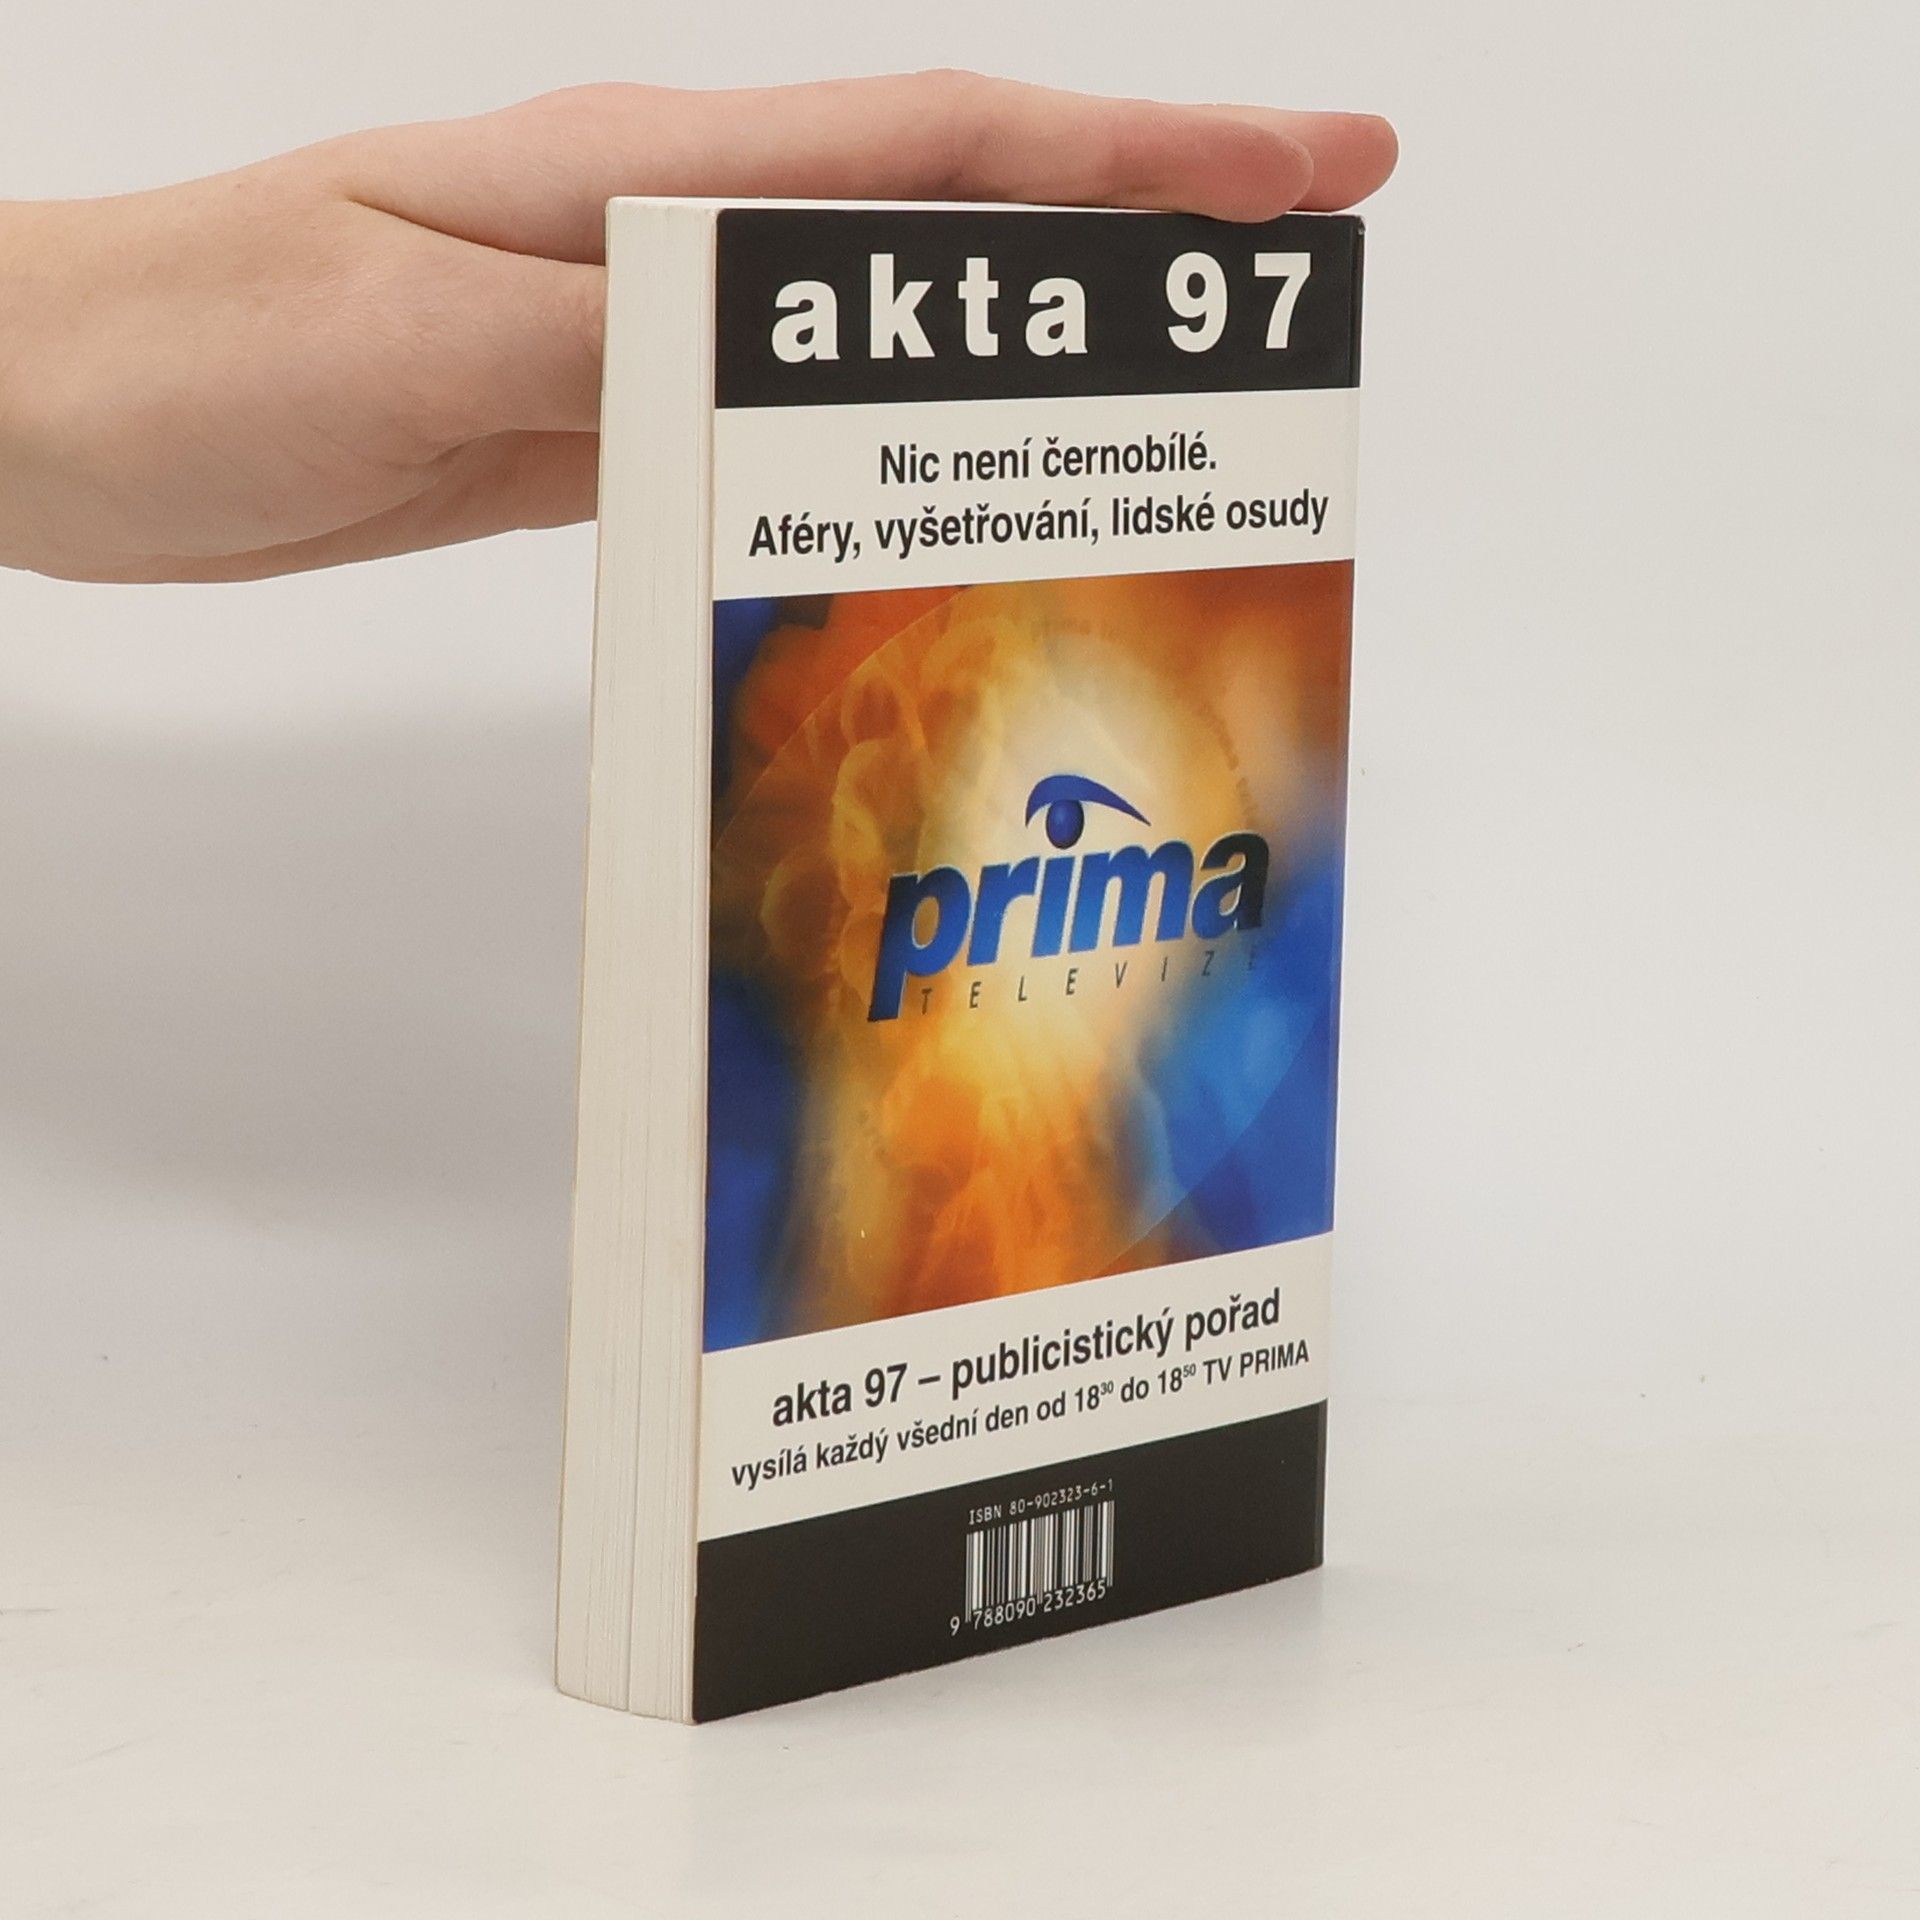 akta 97
Nic není černobílé.
Aféry, vyšetřování, lidské osudy
prima
TELEVIZE
akta 97 – publicistický pořad
vysílá každý všední den od 18³⁰ do 18⁵⁰ TV PRIMA
ISBN 80-902323-6-1
9 788090 232365